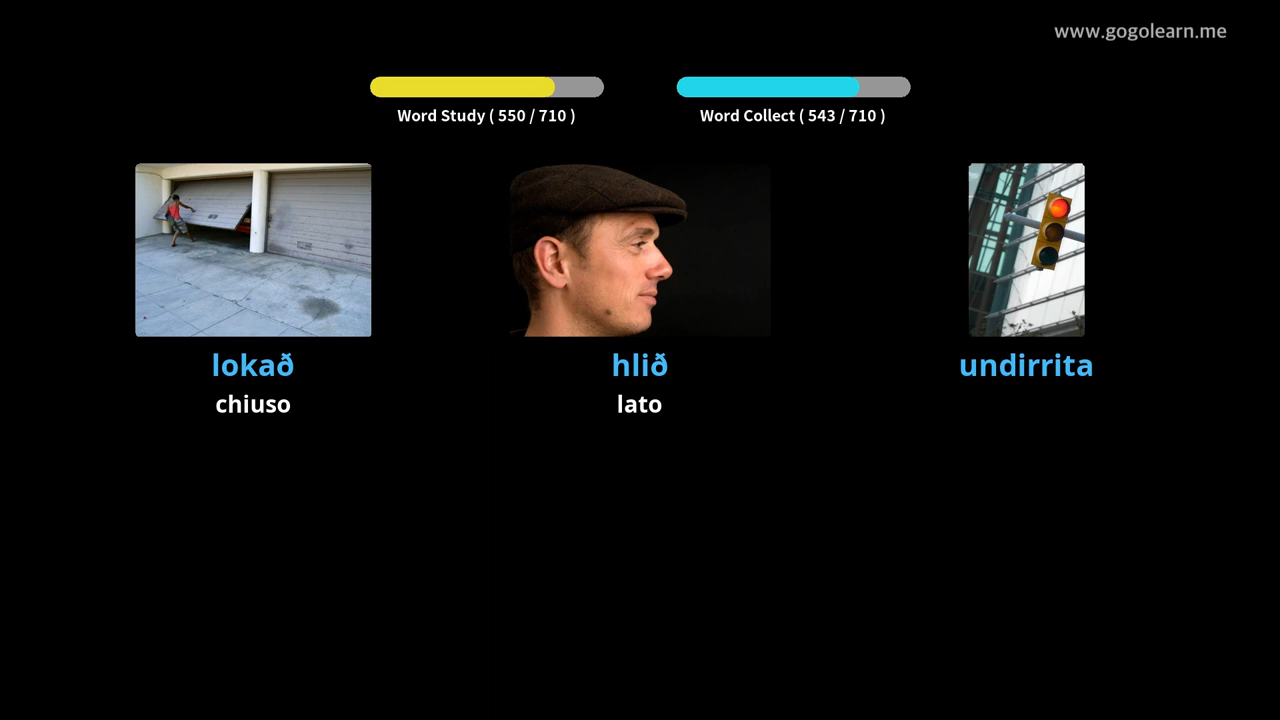 www.gogolearn.me
Word Study ( 550 / 710 )
Word Collect ( 543 / 710 )
lokað
hlið
undirrita
chiuso
lato